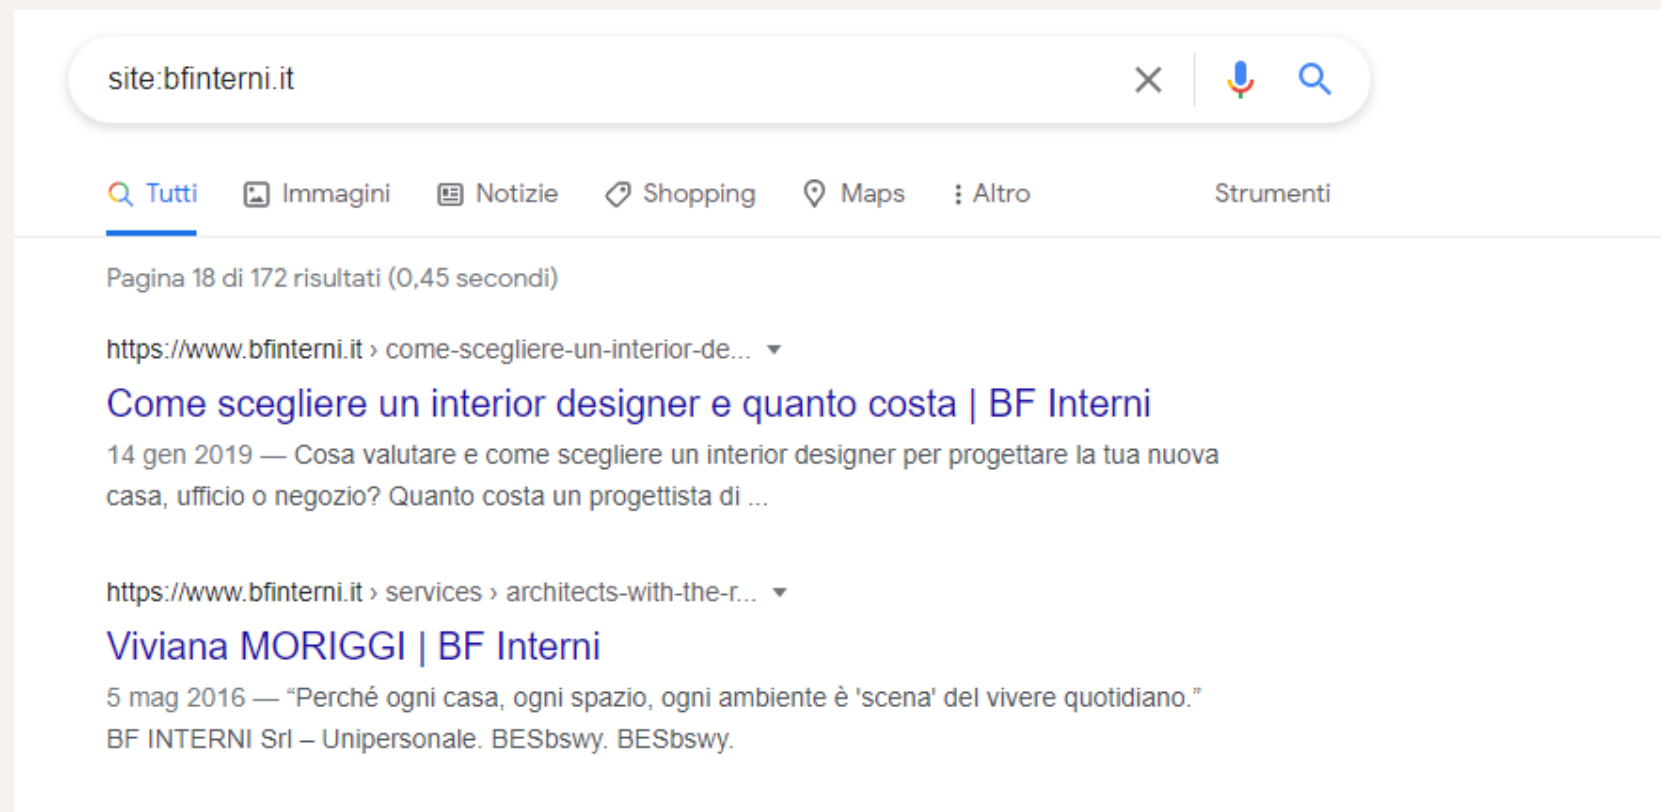 site:bfinterni.it
Tutti Immagini Notizie Shopping Maps Altro Strumenti
Pagina 18 di 172 risultati (0,45 secondi)
https://www.bfinterni.it › come-scegliere-un-interior-de...
Come scegliere un interior designer e quanto costa | BF Interni
14 gen 2019 — Cosa valutare e come scegliere un interior designer per progettare la tua nuova
casa, ufficio o negozio? Quanto costa un progettista di ...
https://www.bfinterni.it › services › architects-with-the-r...
Viviana MORIGGI | BF Interni
5 mag 2016 — “Perché ogni casa, ogni spazio, ogni ambiente è 'scena' del vivere quotidiano.”
BF INTERNI Srl – Unipersonale. BESbswy. BESbswy.